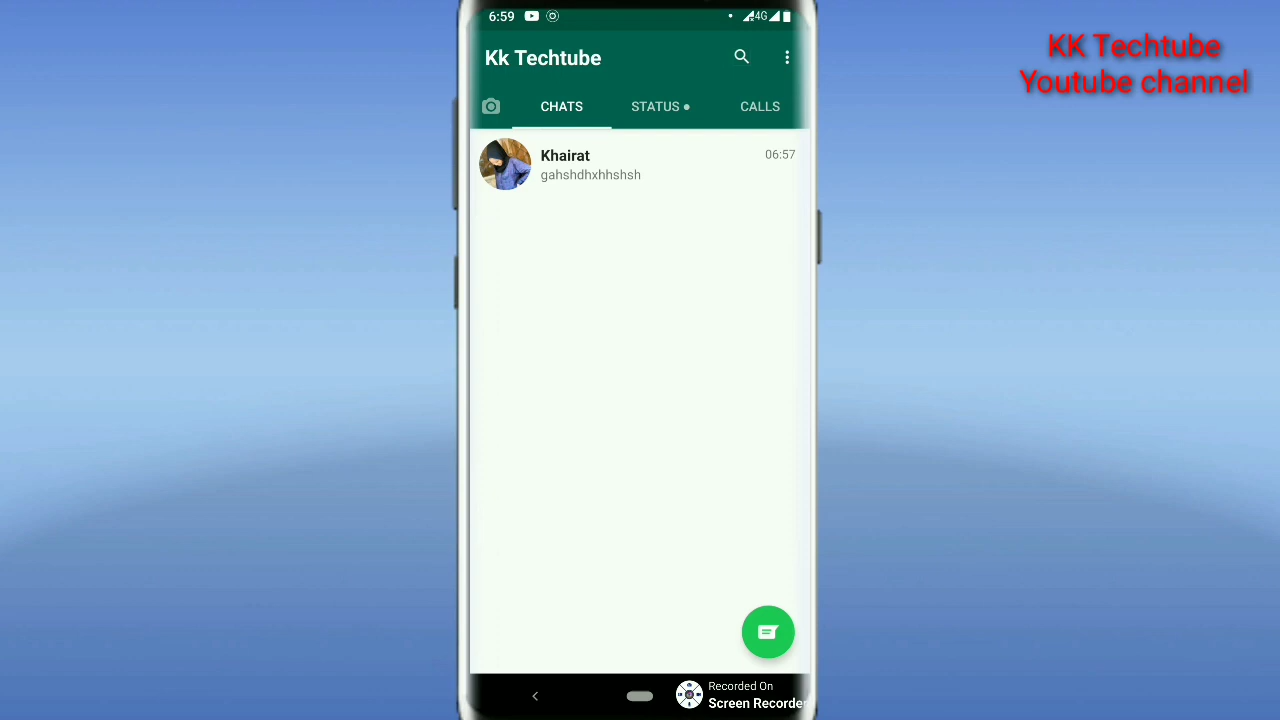 6:59
4G
Kk Techtube
CHATS
STATUS
CALLS
Khairat
06:57
gahshdhxhhshsh
KK Techtube
Youtube channel
Recorded On
Screen Recorder